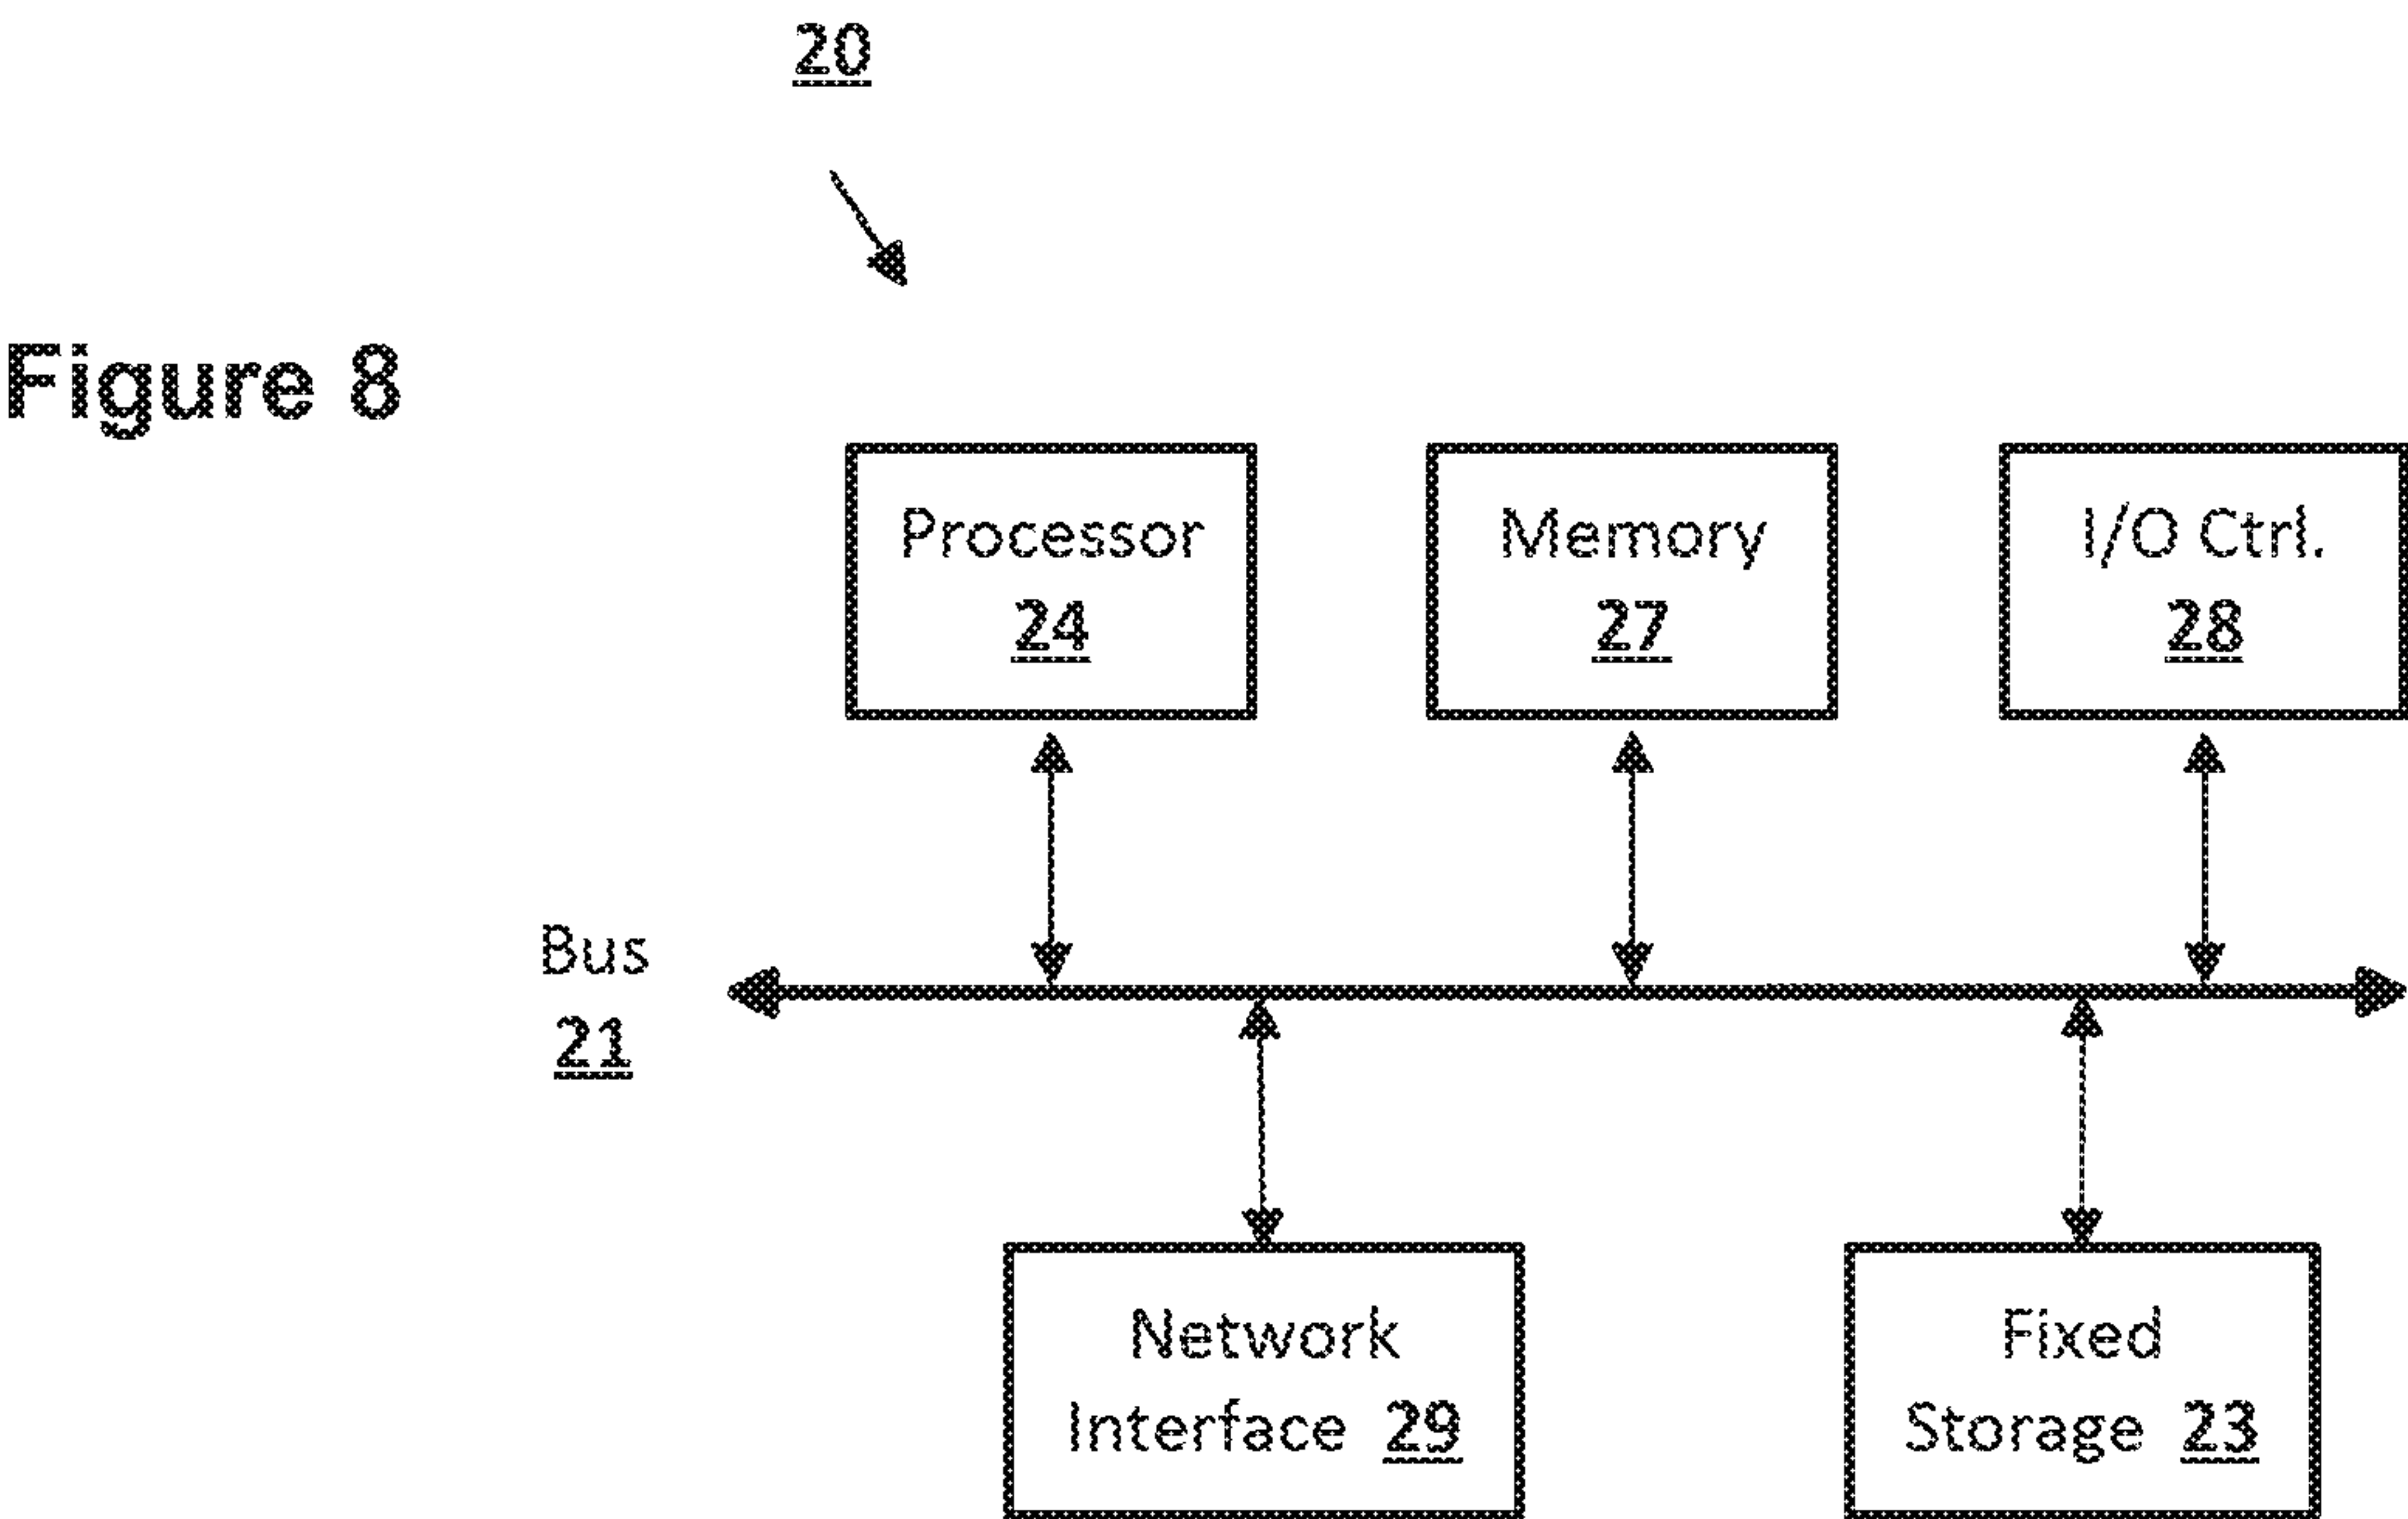 20
Figure 8
Processor
24
Memory
27
I/O Ctrl.
28
Bus
21
Network
Interface 29
Fixed
Storage 23